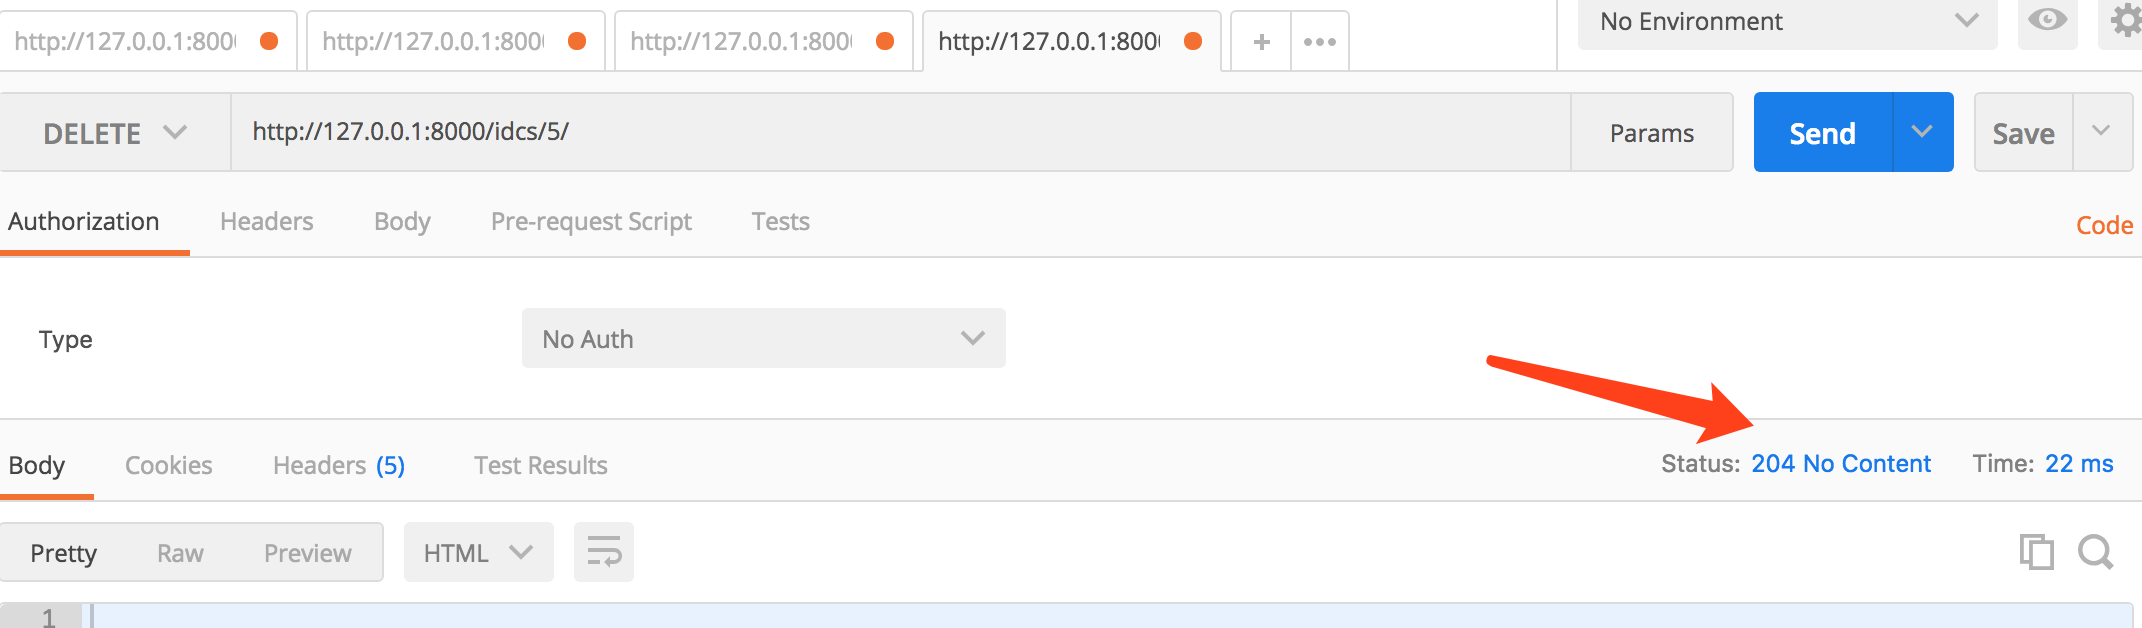 http://127.0.0.1:800 http://127.0.0.1:800 http://127.0.0.1:800 http://127.0.0.1:800 + ••• No Environment
DELETE http://127.0.0.1:8000/idcs/5/ Params Send Save
Authorization Headers Body Pre-request Script Tests Code
Type No Auth
Body Cookies Headers (5) Test Results Status: 204 No Content Time: 22 ms
Pretty Raw Preview HTML
1